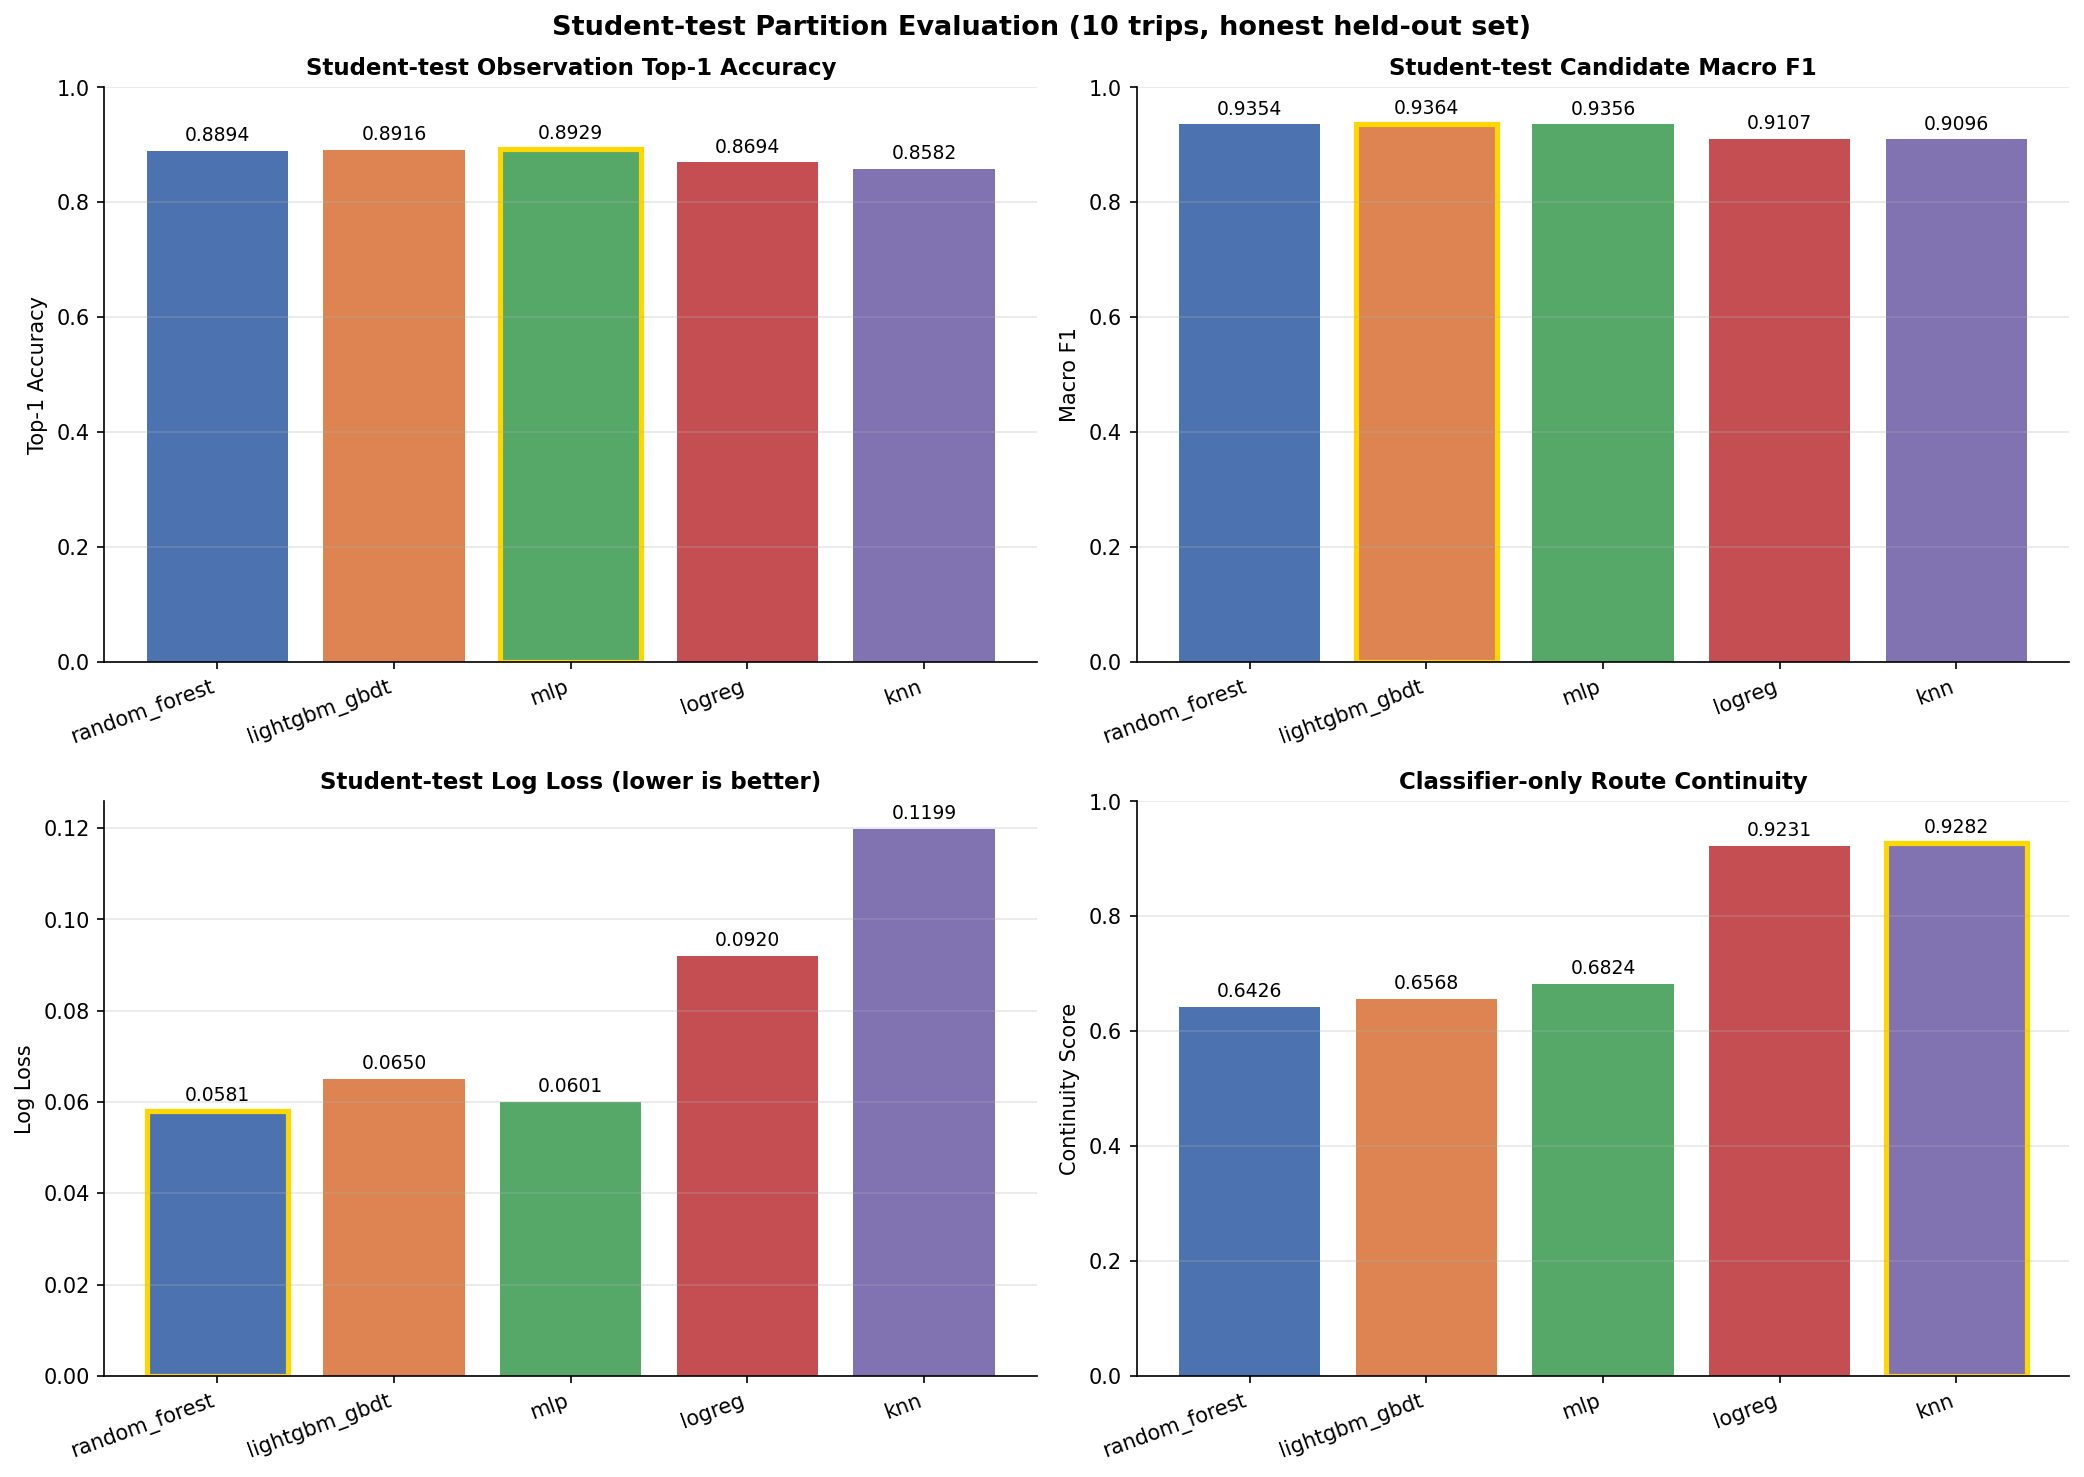 Student-test Partition Evaluation (10 trips, honest held-out set)
Student-test Observation Top-1 Accuracy
Top-1 Accuracy
1.0
0.8
0.6
0.4
0.2
0.0
0.8894
0.8916
0.8929
0.8694
0.8582
random_forest
lightgbm_gbdt
mlp
logreg
knn
Student-test Candidate Macro F1
Macro F1
1.0
0.8
0.6
0.4
0.2
0.0
0.9354
0.9364
0.9356
0.9107
0.9096
random_forest
lightgbm_gbdt
mlp
logreg
knn
Student-test Log Loss (lower is better)
Log Loss
0.12
0.10
0.08
0.06
0.04
0.02
0.00
0.0581
0.0650
0.0601
0.0920
0.1199
random_forest
lightgbm_gbdt
mlp
logreg
knn
Classifier-only Route Continuity
Continuity Score
1.0
0.8
0.6
0.4
0.2
0.0
0.6426
0.6568
0.6824
0.9231
0.9282
random_forest
lightgbm_gbdt
mlp
logreg
knn